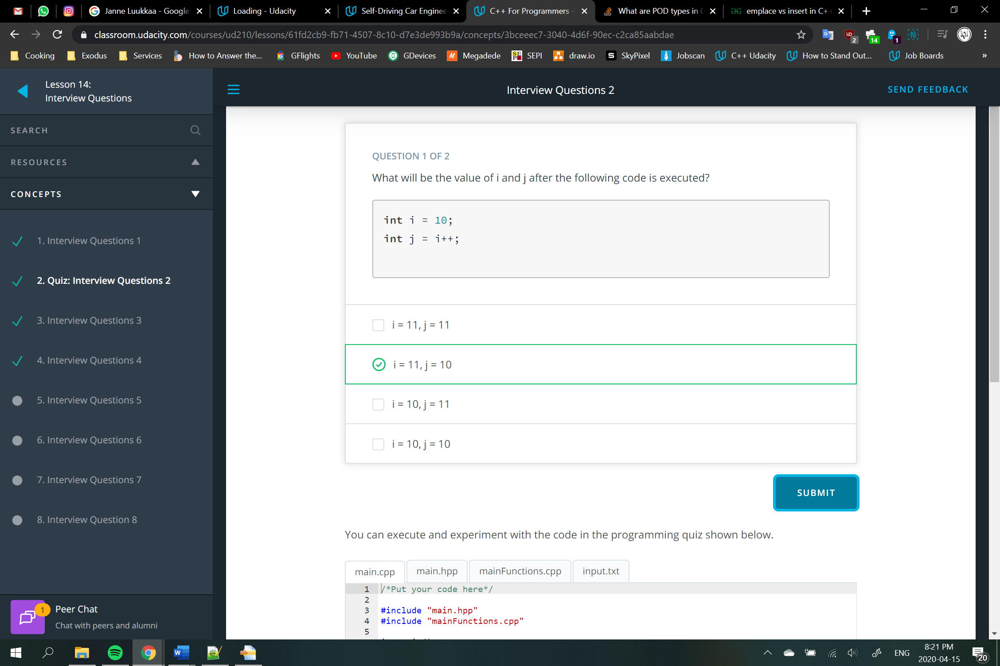 Janne Luukkaa - Google
Loading - Udacity
Self-Driving Car Enginee
C++ For Programmers -
What are POD types in C
emplace vs insert in C++
classroom.udacity.com/courses/ud210/lessons/61fd2cb9-fb71-4507-8c10-d7e3de993b9a/concepts/3bceeec7-3040-4d6f-90ec-c2ca85aabdae
2
14
1
Cooking
Exodus
Services
How to Answer the...
GFlights
YouTube
GDevices
Megadede
SEPI
draw.io
SkyPixel
Jobscan
C++ Udacity
How to Stand Out...
Job Boards
»
Lesson 14:
Interview Questions
SEARCH
RESOURCES
CONCEPTS
1. Interview Questions 1
2. Quiz: Interview Questions 2
3. Interview Questions 3
4. Interview Questions 4
5. Interview Questions 5
6. Interview Questions 6
7. Interview Questions 7
8. Interview Question 8
1
Peer Chat
Chat with peers and alumni
Interview Questions 2
SEND FEEDBACK
QUESTION 1 OF 2
What will be the value of i and j after the following code is executed?
int i = 10;
int j = i++;
i = 11, j = 11
i = 11, j = 10
i = 10, j = 11
i = 10, j = 10
SUBMIT
You can execute and experiment with the code in the programming quiz shown below.
main.cpp
main.hpp
mainFunctions.cpp
input.txt
1 /*Put your code here*/
2
3 #include "main.hpp"
4 #include "mainFunctions.cpp"
5
ENG
8:21 PM
2020-04-15
20